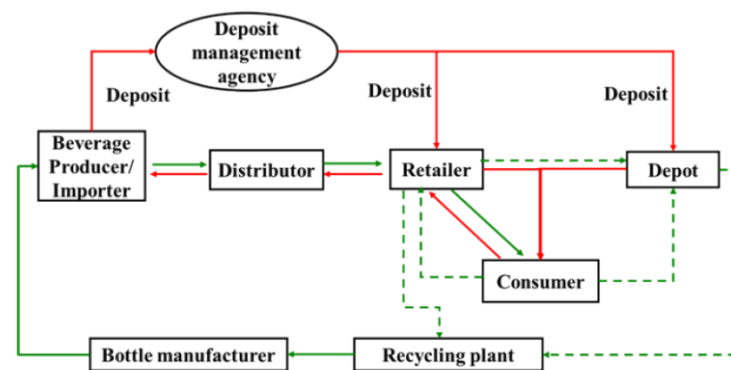 Deposit
management
agency
Deposit
Deposit
Deposit
Beverage
Producer/
Importer
Distributor
Retailer
Depot
Consumer
Bottle manufacturer
Recycling plant